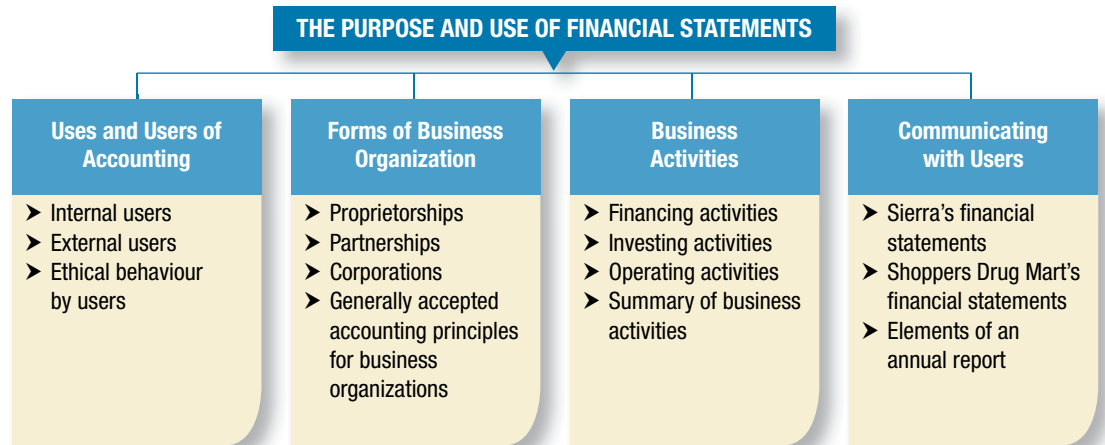 THE PURPOSE AND USE OF FINANCIAL STATEMENTS
Uses and Users of
Accounting
➤ Internal users
➤ External users
➤ Ethical behaviour
by users
Forms of Business
Organization
➤ Proprietorships
➤ Partnerships
➤ Corporations
➤ Generally accepted
accounting principles
for business
organizations
Business
Activities
➤ Financing activities
➤ Investing activities
➤ Operating activities
➤ Summary of business
activities
Communicating
with Users
➤ Sierra's financial
statements
➤ Shoppers Drug Mart's
financial statements
➤ Elements of an
annual report